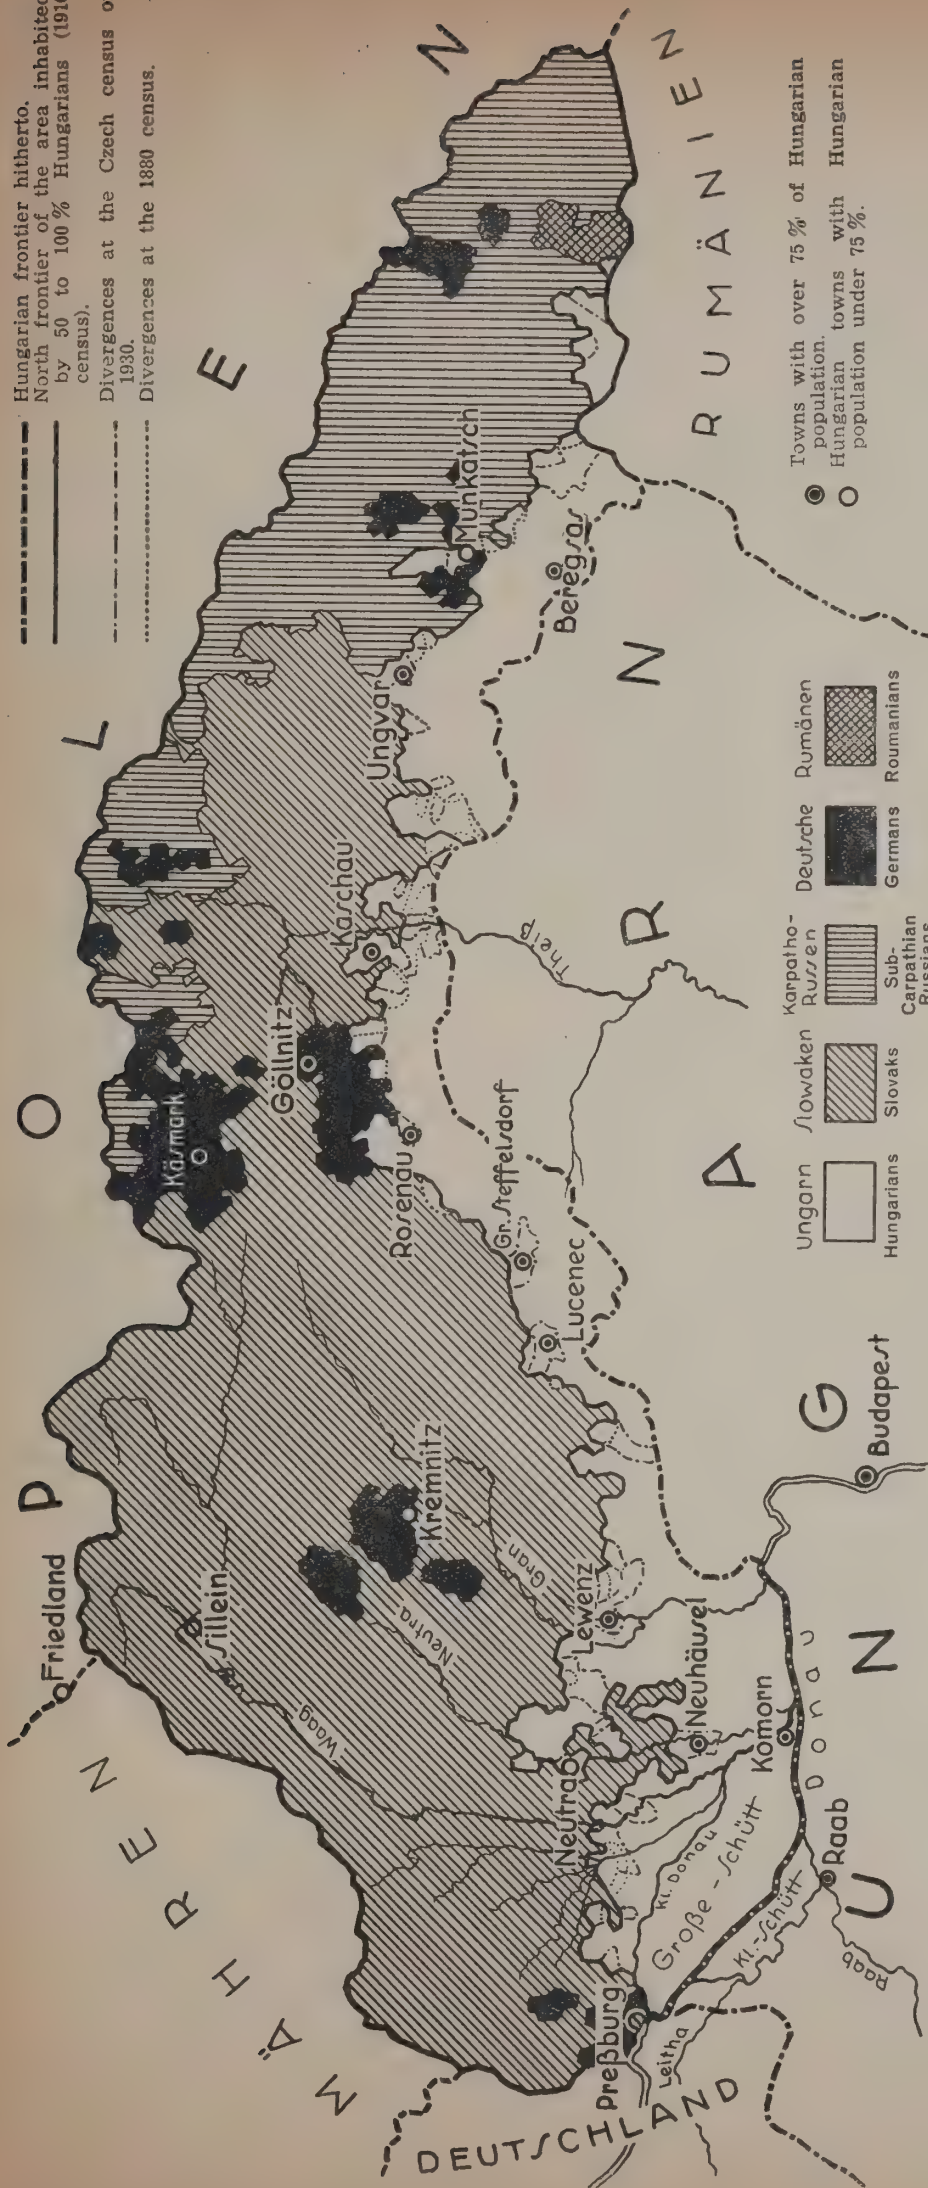 Hungarian frontier hitherto.
North frontier of the area inhabited
by 50 to 100 % Hungarians (1910
census).
Divergences at the Czech census of
1930.
Divergences at the 1880 census.
POLEN
MÄHREN
DEUTSCHLAND
UNGARN
RUMÄNIEN
Friedland
Sillein
Waag
Neutra
Kremnitz
Gran
Käsmark
Göllnitz
Kaschau
Rosenau
Gr. Steffelsdorf
Lucenec
Theiß
Ungvar
Munkatsch
Beregsas
Lewenz
Neutra
Neuhäusel
Komorn
Donau
Preßburg
Kl. Donau
Große-Schütt
Kl.-Schütt
Leitha
Raab
Raab
Budapest
Towns with over 75 % of Hungarian
population.
Hungarian towns with Hungarian
population under 75 %.
Ungarn
Hungarians
Slowaken
Slovaks
Karpatho-
Russen
Sub-
Carpathian
Russians
Deutsche
Germans
Rumänen
Roumanians